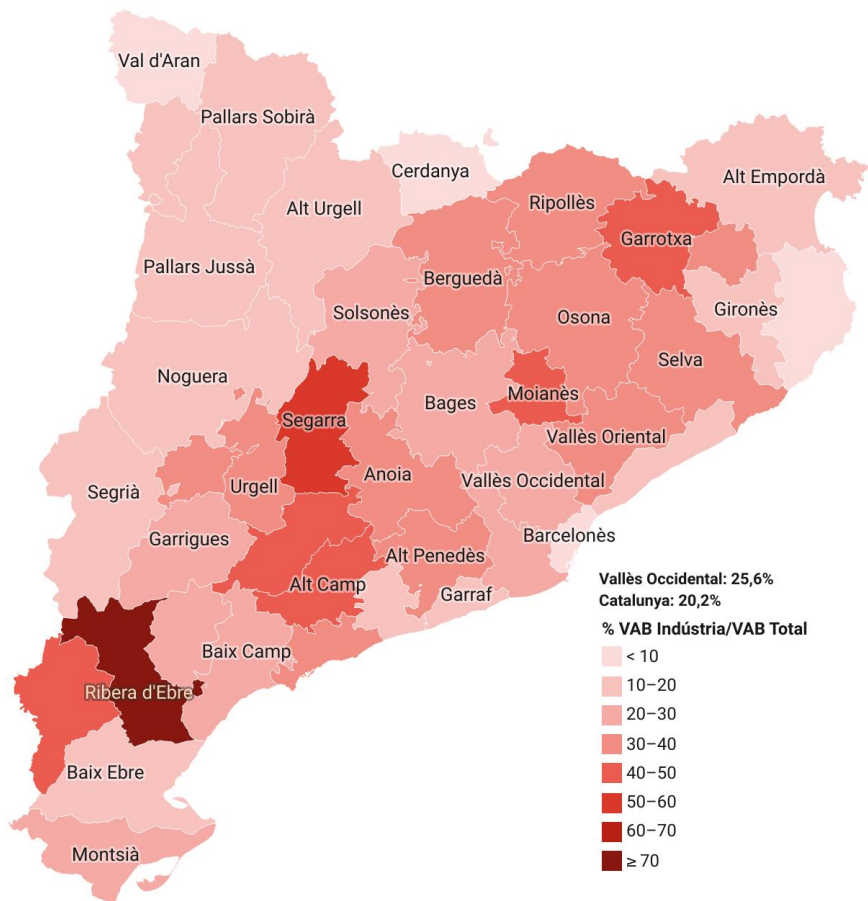 Val d'Aran
Pallars Sobirà
Cerdanya
Alt Empordà
Ripollès
Alt Urgell
Garrotxa
Pallars Jussà
Berguedà
Solsonès
Gironès
Osona
Selva
Noguera
Moianès
Bages
Segarra
Vallès Oriental
Anoia
Vallès Occidental
Urgell
Segrià
Garrigues
Barcelonès
Alt Penedès
Alt Camp
Garraf
Baix Camp
Ribera d'Ebre
Baix Ebre
Montsià
Vallès Occidental: 25,6%
Catalunya: 20,2%
% VAB Indústria/VAB Total
< 10
10–20
20–30
30–40
40–50
50–60
60–70
≥ 70